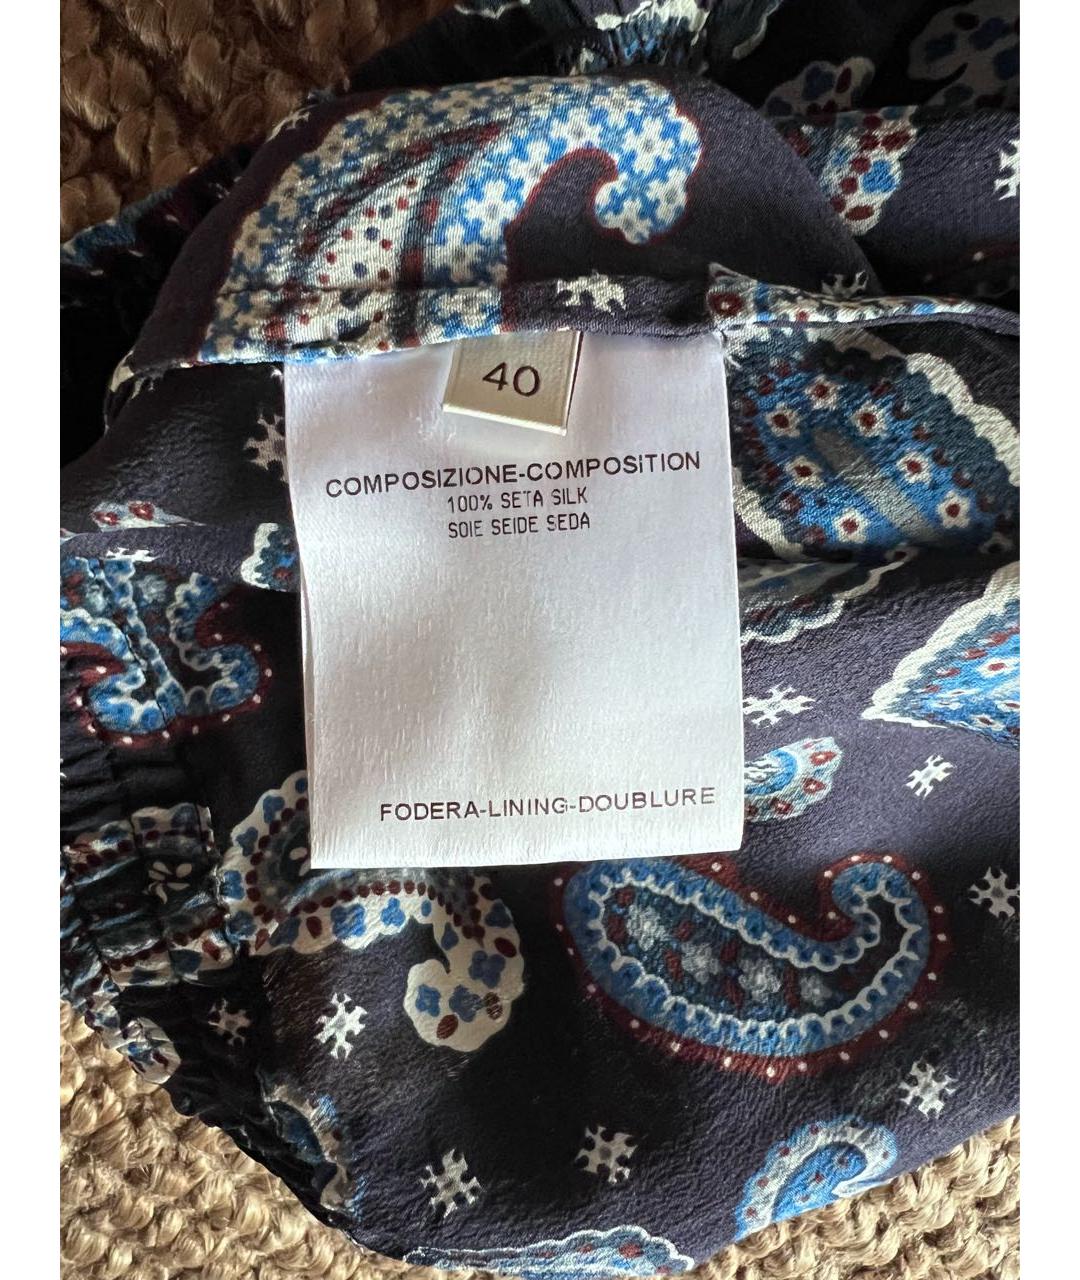 40
COMPOSIZIONE-COMPOSITION
100% SETA SILK
SOIE SEIDE SEDA
FODERA-LINING-DOUBLURE